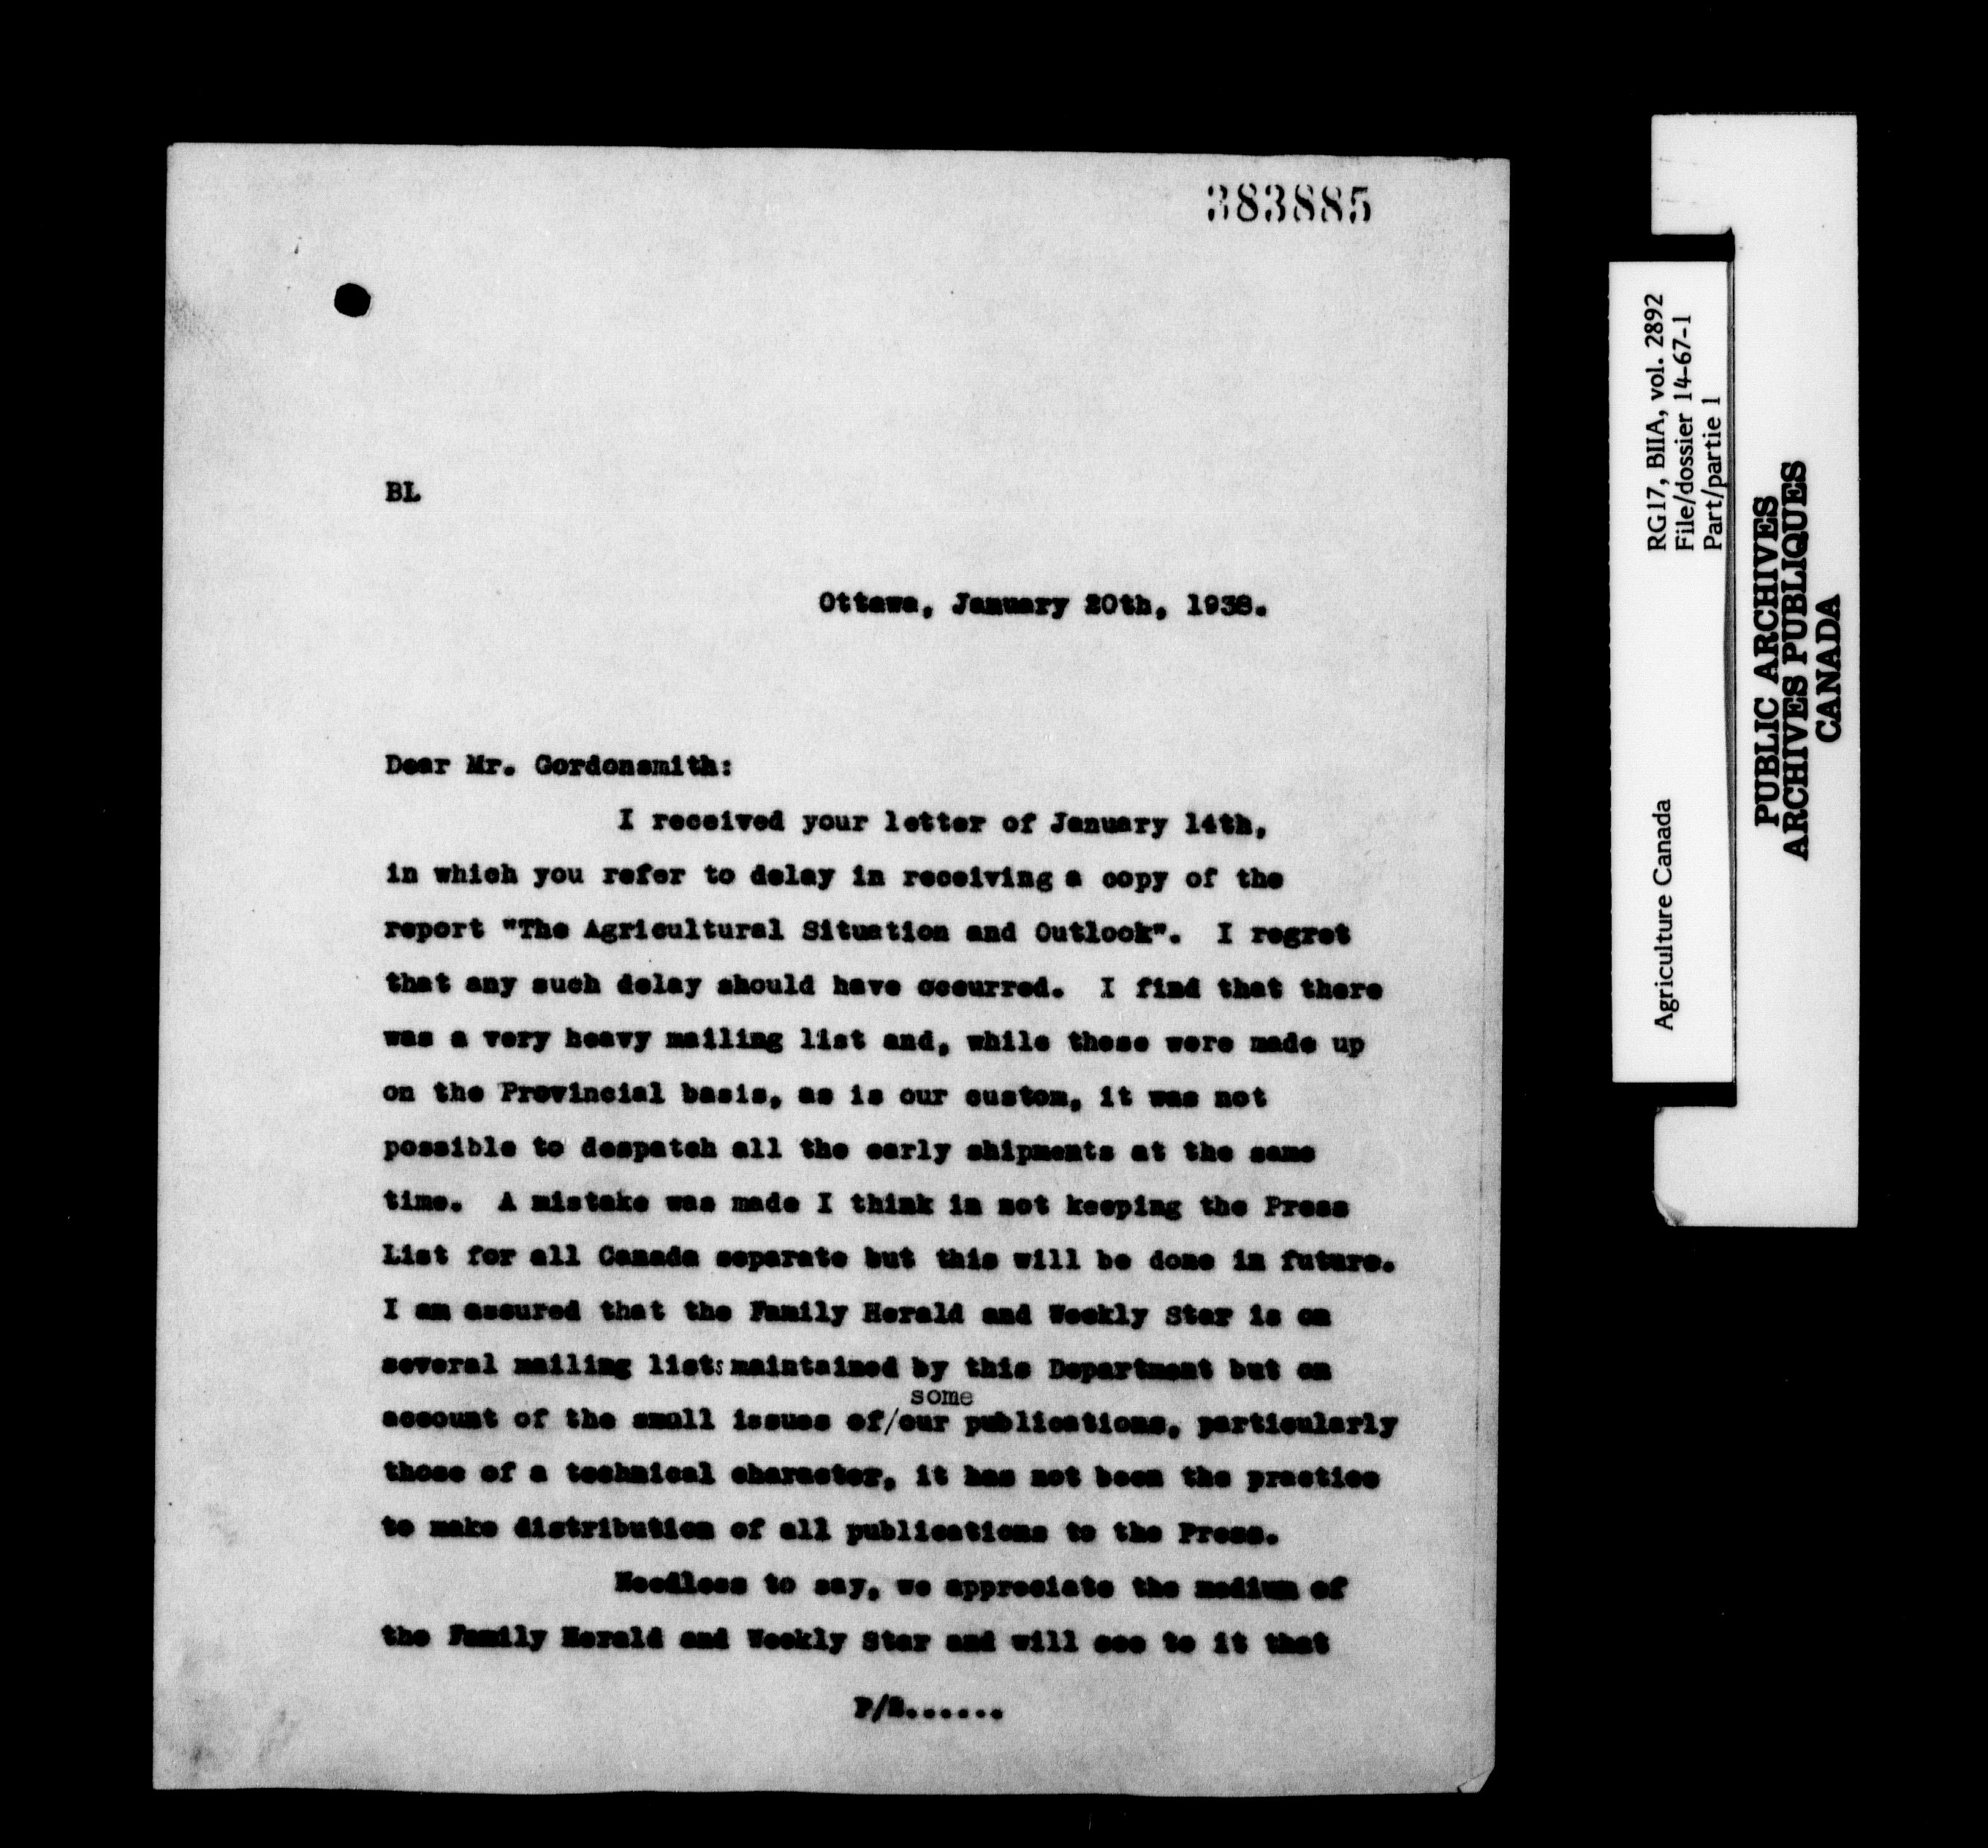 383885
BL
Ottawa, January 20th, 1938.
Dear Mr. Gordonsmith:
I received your letter of January 14th,
in which you refer to delay in receiving a copy of the
report "The Agricultural Situation and Outlook". I regret
that any such delay should have occurred. I find that there
was a very heavy mailing list and, while these were made up
on the Provincial basis, as is our custom, it was not
possible to despatch all the early shipments at the same
time. A mistake was made I think in not keeping the Press
List for all Canada separate but this will be done in future.
I am assured that the Family Herald and Weekly Star is on
several mailing lists maintained by this Department but on
some
account of the small issues of/our publications, particularly
those of a technical character, it has not been the practice
to make distribution of all publications to the Press.
Needless to say, we appreciate the medium of
the Family Herald and Weekly Star and will see to it that
P/2......
RG17, BIIA, vol. 2892
File/dossier 14-67-1
Part/partie 1
Agriculture Canada
PUBLIC ARCHIVES
ARCHIVES PUBLIQUES
CANADA